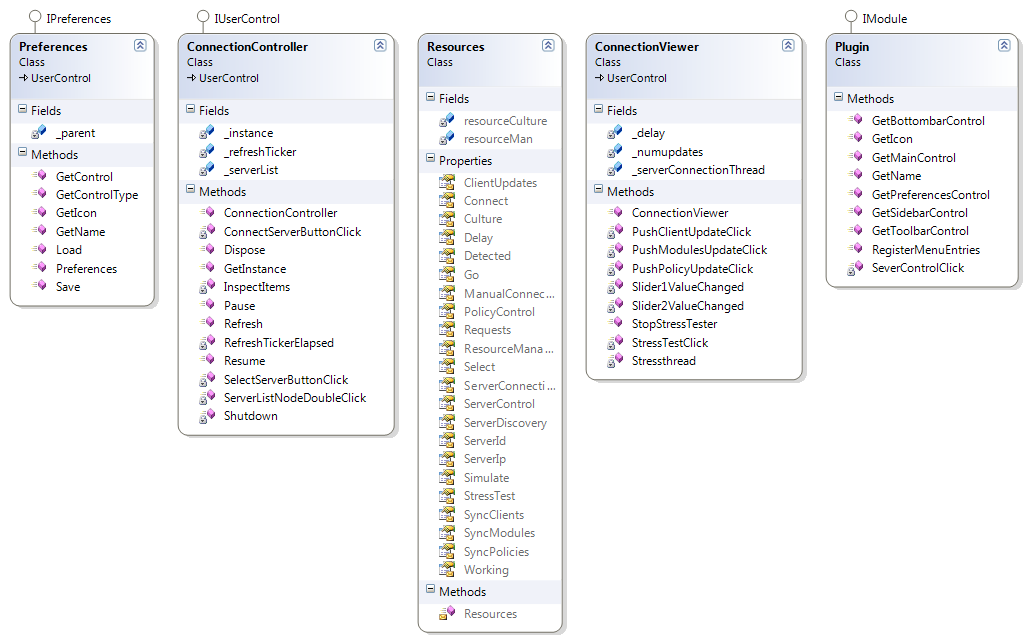 IPreferences
Preferences
Class
UserControl
Fields
_parent
Methods
GetControl
GetControlType
GetIcon
GetName
Load
Preferences
Save
IUserControl
ConnectionController
Class
UserControl
Fields
_instance
_refreshTicker
_serverList
Methods
ConnectionController
ConnectServerButtonClick
Dispose
GetInstance
InspectItems
Pause
Refresh
RefreshTickerElapsed
Resume
SelectServerButtonClick
ServerListNodeDoubleClick
Shutdown
Resources
Class
Fields
resourceCulture
resourceMan
Properties
ClientUpdates
Connect
Culture
Delay
Detected
Go
ManualConnec...
PolicyControl
Requests
ResourceMana...
Select
ServerConnecti...
ServerControl
ServerDiscovery
ServerId
ServerIp
Simulate
StressTest
SyncClients
SyncModules
SyncPolicies
Working
Methods
Resources
ConnectionViewer
Class
UserControl
Fields
_delay
_numupdates
_serverConnectionThread
Methods
ConnectionViewer
PushClientUpdateClick
PushModulesUpdateClick
PushPolicyUpdateClick
Slider1ValueChanged
Slider2ValueChanged
StopStressTester
StressTestClick
Stressthread
IModule
Plugin
Class
Methods
GetBottombarControl
GetIcon
GetMainControl
GetName
GetPreferencesControl
GetSidebarControl
GetToolbarControl
RegisterMenuEntries
SeverControlClick